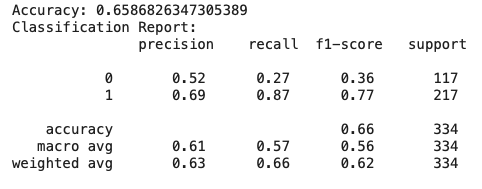 Accuracy: 0.6586826347305389
Classification Report:
precision recall f1-score support
0 0.52 0.27 0.36 117
1 0.69 0.87 0.77 217
accuracy 0.66 334
macro avg 0.61 0.57 0.56 334
weighted avg 0.63 0.66 0.62 334